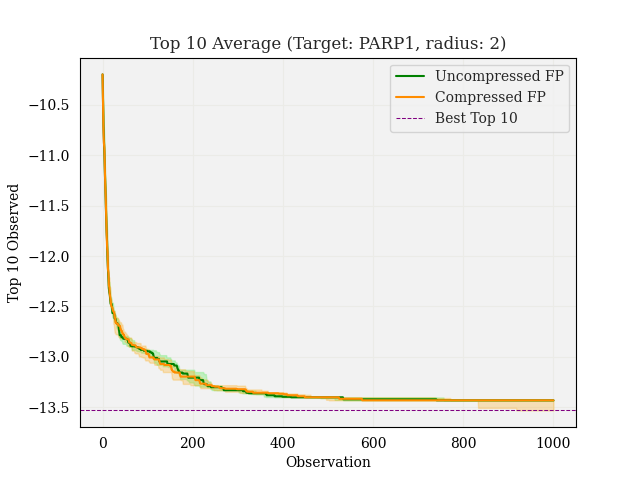 Top 10 Average (Target: PARP1, radius: 2)
Uncompressed FP
Compressed FP
Best Top 10
Top 10 Observed
−10.5
−11.0
−11.5
−12.0
−12.5
−13.0
−13.5
0 200 400 600 800 1000
Observation